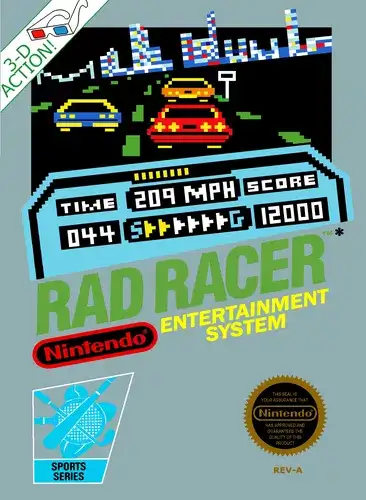 3-D
ACTION!
TIME 209 MPH SCORE
044 S G 12000
RAD RACER
TM*
Nintendo®
ENTERTAINMENT
SYSTEM
SPORTS
SERIES
THIS SEAL IS
YOUR ASSURANCE THAT
Nintendo
HAS APPROVED AND
GUARANTEED THE
QUALITY OF THIS
PRODUCT
REV-A